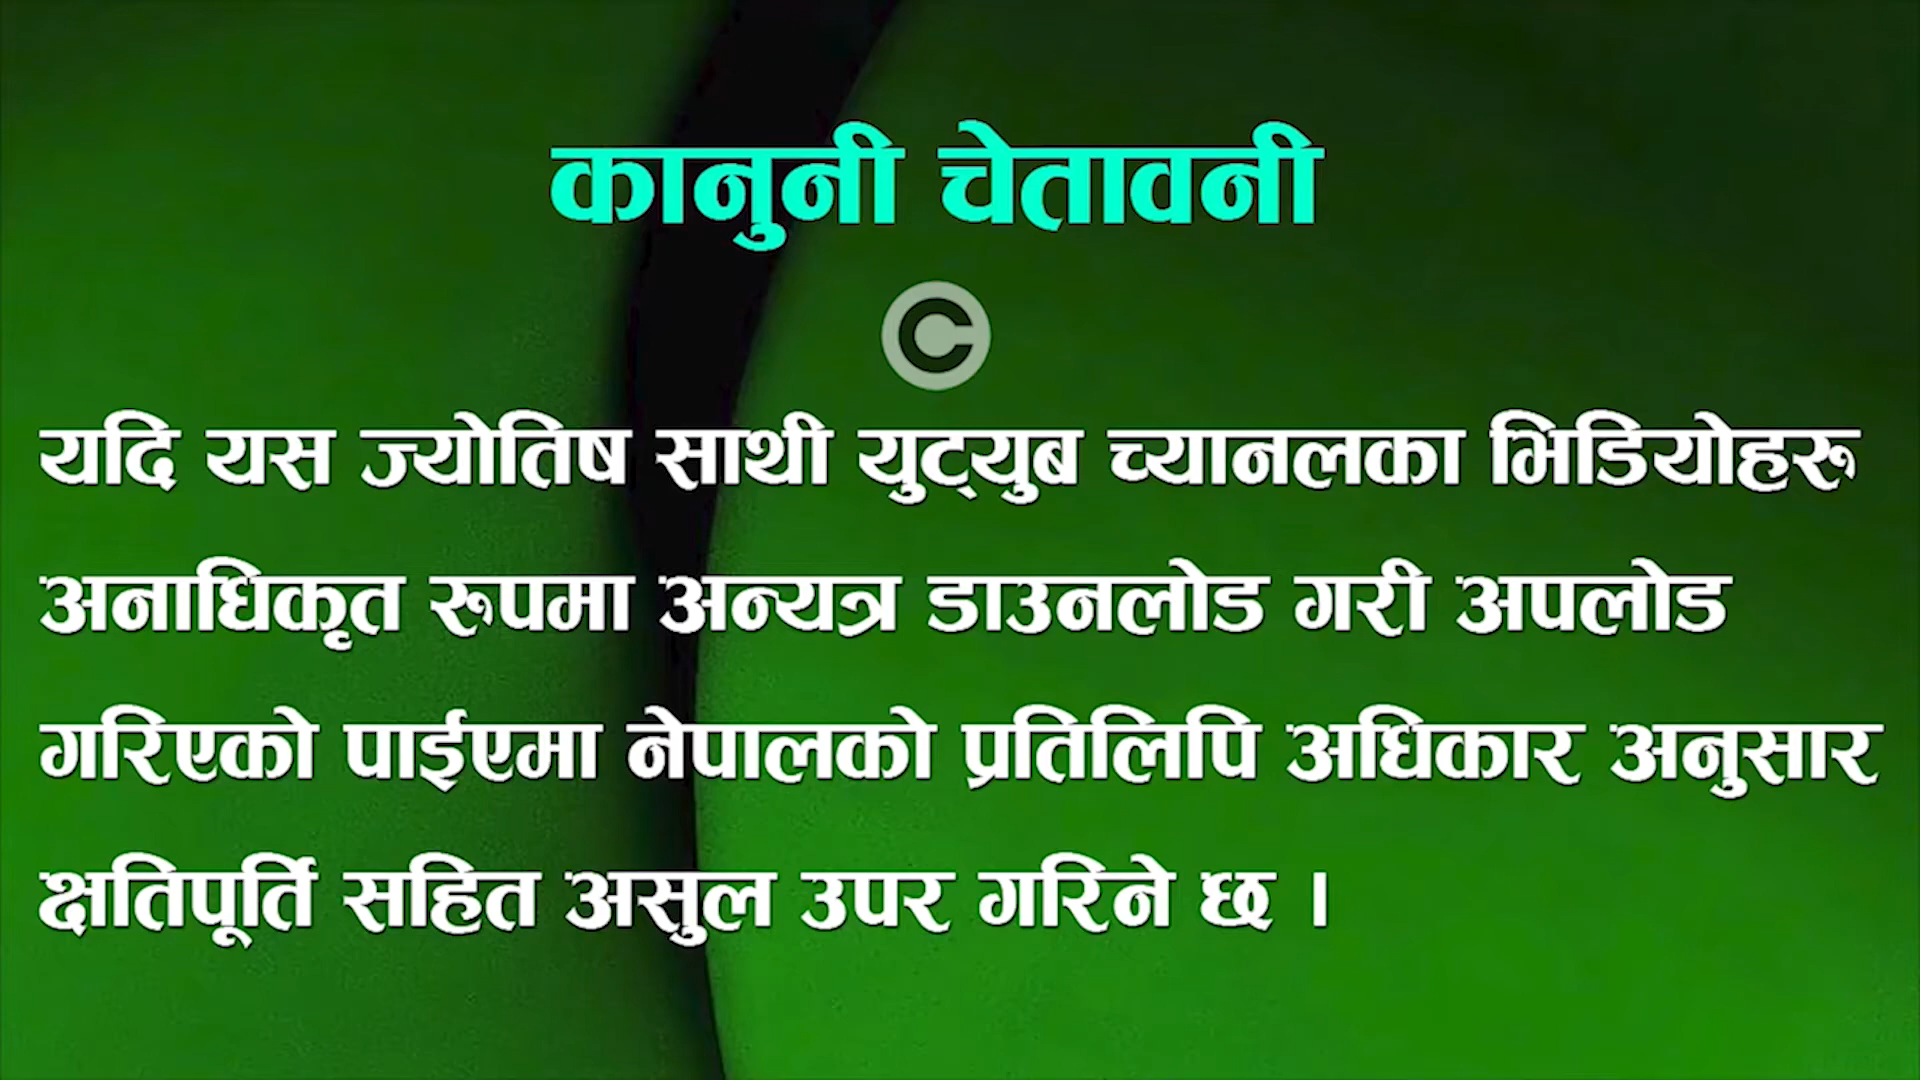 कानुनी चेतावनी
©
यदि यस ज्योतिष साथी युट्युब च्यानलका भिडियोहरु
अनाधिकृत रुपमा अन्यत्र डाउनलोड गरी अपलोड
गरिएको पाईएमा नेपालको प्रतिलिपि अधिकार अनुसार
क्षतिपूर्ति सहित असुल उपर गरिने छ ।